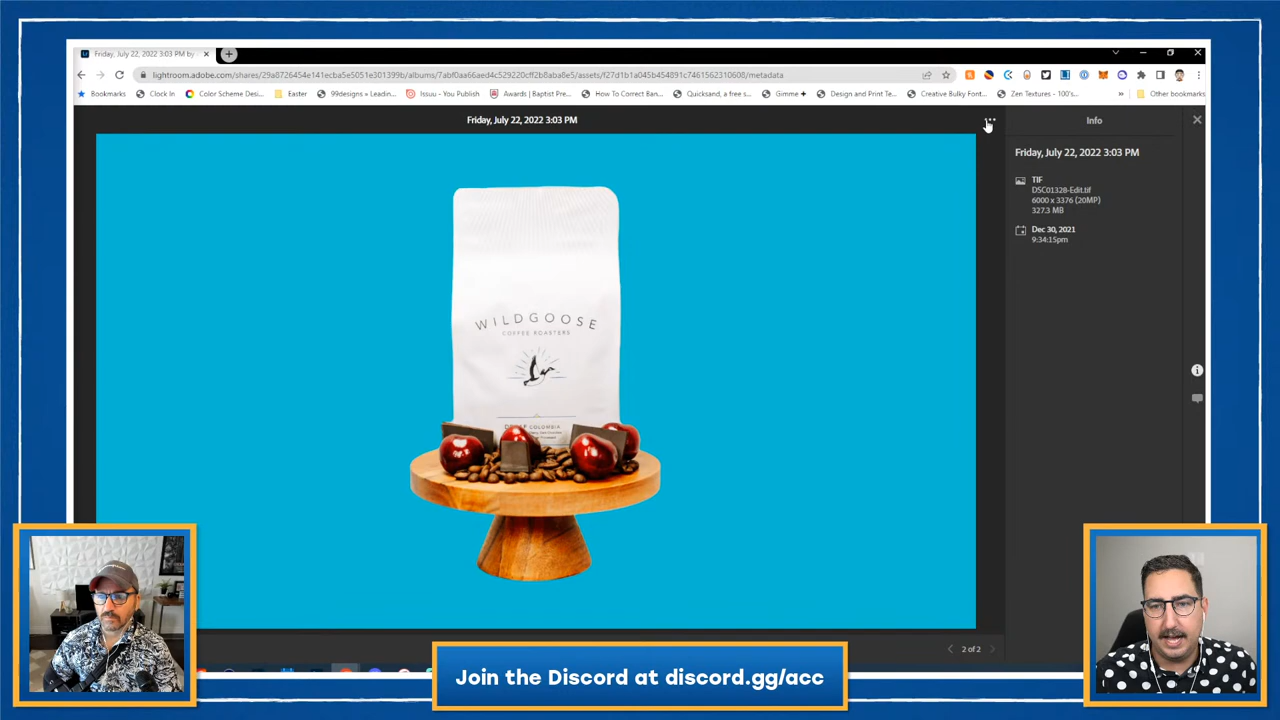 Friday, July 22, 2022 3:03 PM by
lightroom.adobe.com/shares/29a8726454e141ecba5e5051e301399b/albums/7abf0aa66aed4c529220cff2b8aba8e5/assets/f27d1b1a045b454891c7461562310608/metadata
Bookmarks Clock In Color Scheme Desi... Easter 99designs » Leadin... Issuu - You Publish Awards | Baptist Pre... How To Correct Ban... Quicksand, a free s... Gimme + Design and Print Te... Creative Bulky Font... Zen Textures - 100's... » Other bookmarks
Friday, July 22, 2022 3:03 PM
Info
Friday, July 22, 2022 3:03 PM
TIF
DSC01328-Edit.tif
6000 x 3376 (20MP)
327.3 MB
Dec 30, 2021
9:34:15pm
WILDGOOSE
COFFEE ROASTERS
COLOMBIA
2 of 2
Join the Discord at discord.gg/acc